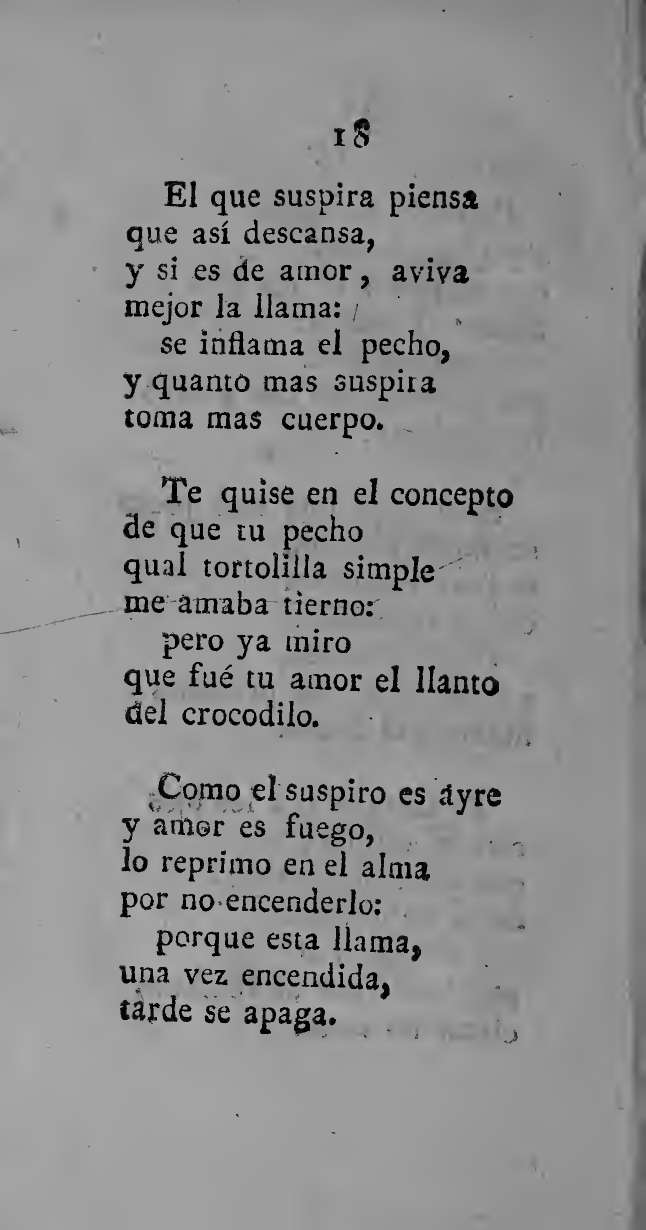 18
El que suspira piensa
que así descansa,
y si es de amor, aviva
mejor la llama:
se inflama el pecho,
y quanto mas suspira
toma mas cuerpo.
Te quise en el concepto
de que tu pecho
qual tortolilla simple
me amaba tierno:
pero ya miro
que fué tu amor el llanto
del crocodilo.
Como el suspiro es ayre
y amor es fuego,
lo reprimo en el alma
por no encenderlo:
porque esta llama,
una vez encendida,
tarde se apaga.